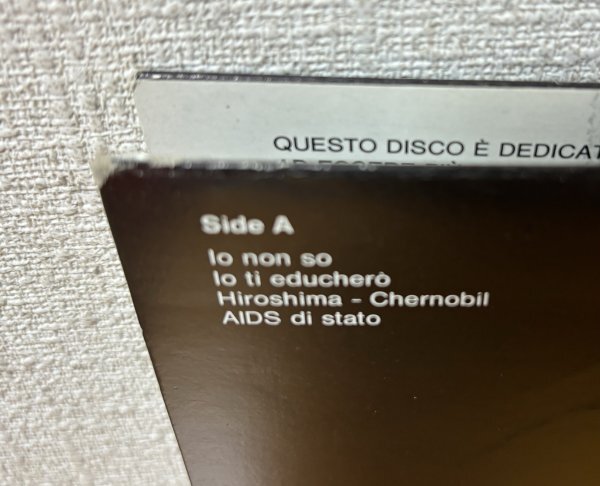 QUESTO DISCO È DEDICAT
Side A
Io non so
Io ti educherò
Hiroshima - Chernobil
AIDS di stato